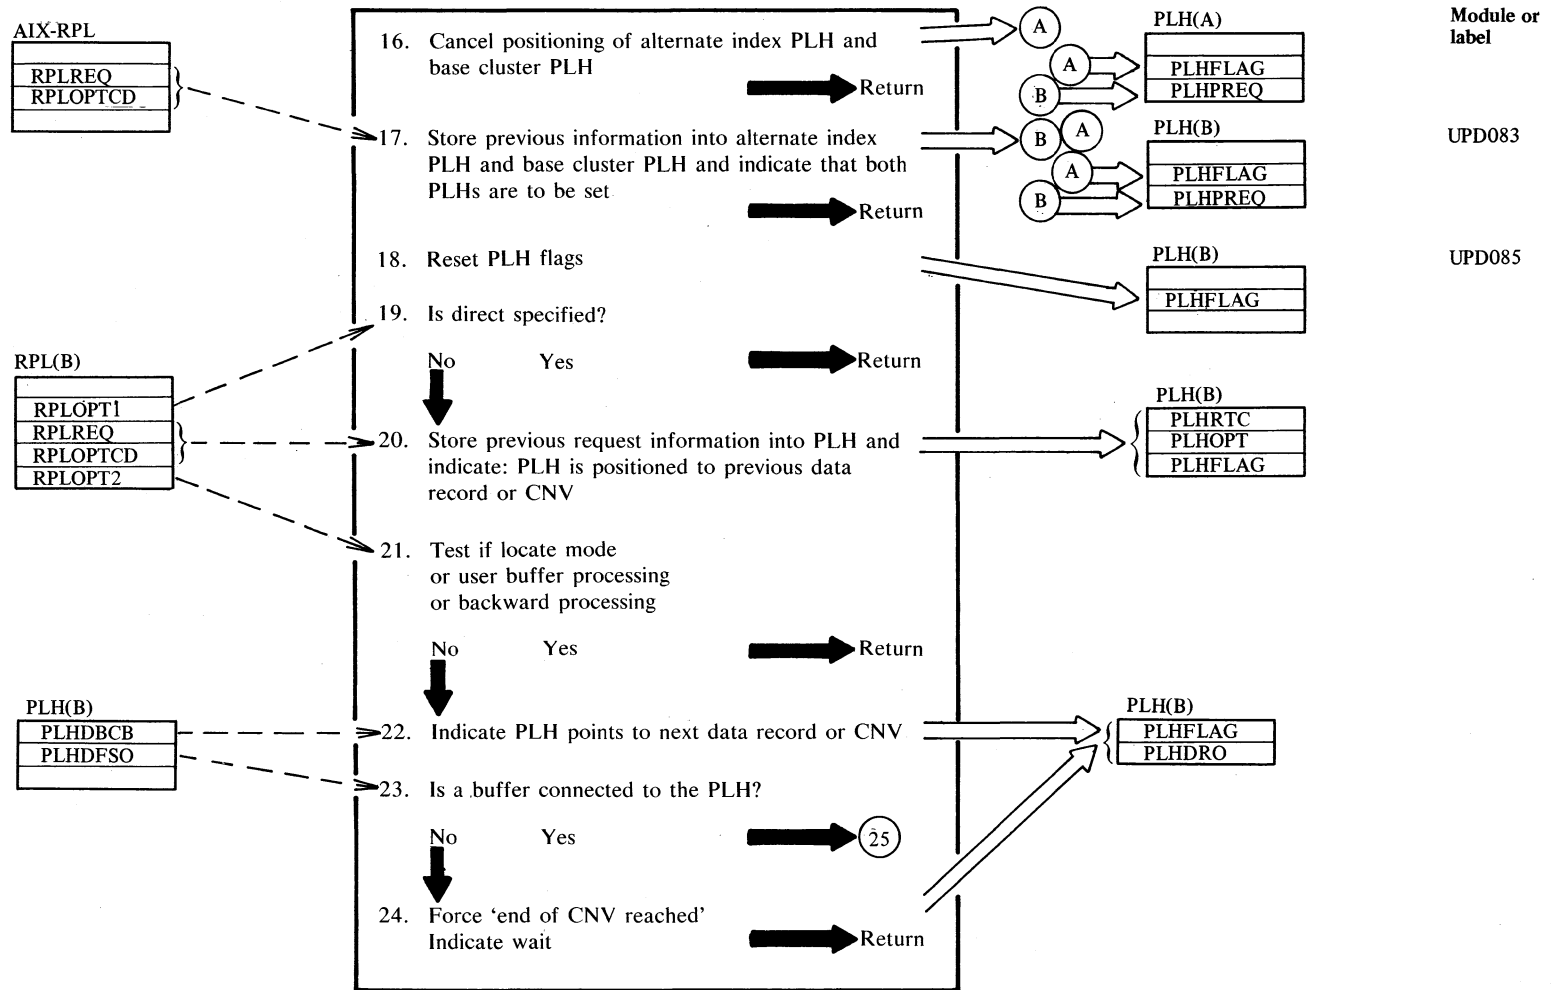 AIX-RPL
RPLREQ
RPLOPTCD
16. Cancel positioning of alternate index PLH and
base cluster PLH
Return
A
PLH(A)
A
PLHFLAG
B
PLHPREQ
Module or
label
17. Store previous information into alternate index
PLH and base cluster PLH and indicate that both
PLHs are to be set
Return
B
A
PLH(B)
A
PLHFLAG
B
PLHPREQ
UPD083
18. Reset PLH flags
PLH(B)
PLHFLAG
UPD085
19. Is direct specified?
No Yes Return
RPL(B)
RPLOPT1
RPLREQ
RPLOPTCD
RPLOPT2
20. Store previous request information into PLH and
indicate: PLH is positioned to previous data
record or CNV
PLH(B)
PLHRTC
PLHOPT
PLHFLAG
21. Test if locate mode
or user buffer processing
or backward processing
No Yes Return
PLH(B)
PLHDBCB
PLHDFSO
22. Indicate PLH points to next data record or CNV
PLH(B)
PLHFLAG
PLHDRO
23. Is a buffer connected to the PLH?
No Yes 25
24. Force ‘end of CNV reached’
Indicate wait
Return